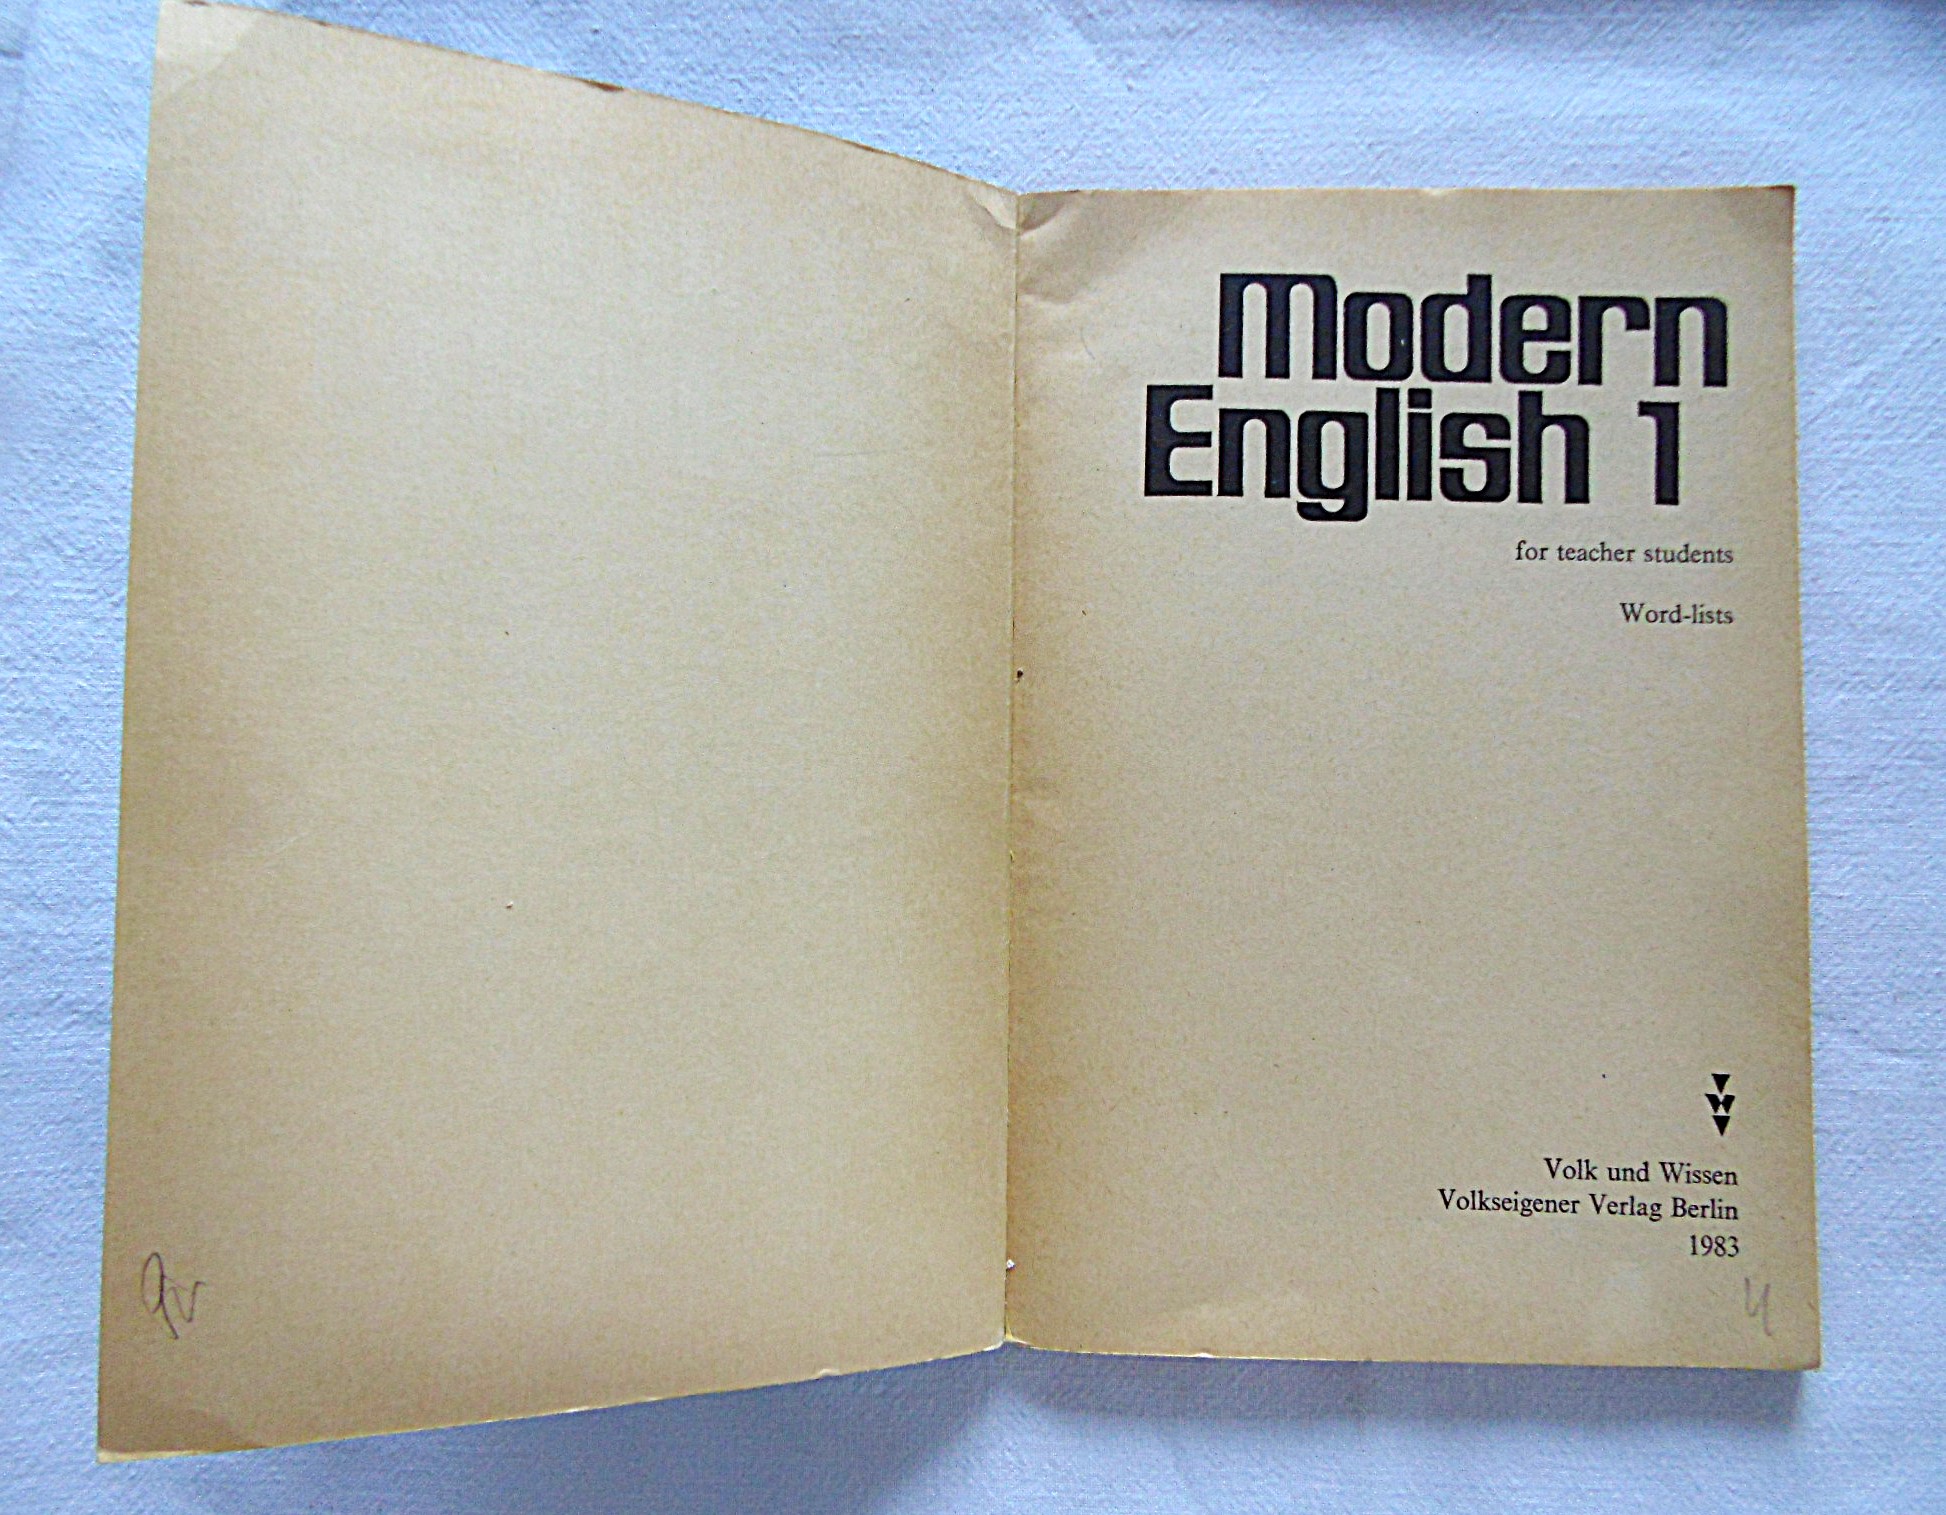 Modern
English 1
for teacher students
Word-lists
Volk und Wissen
Volkseigener Verlag Berlin
1983